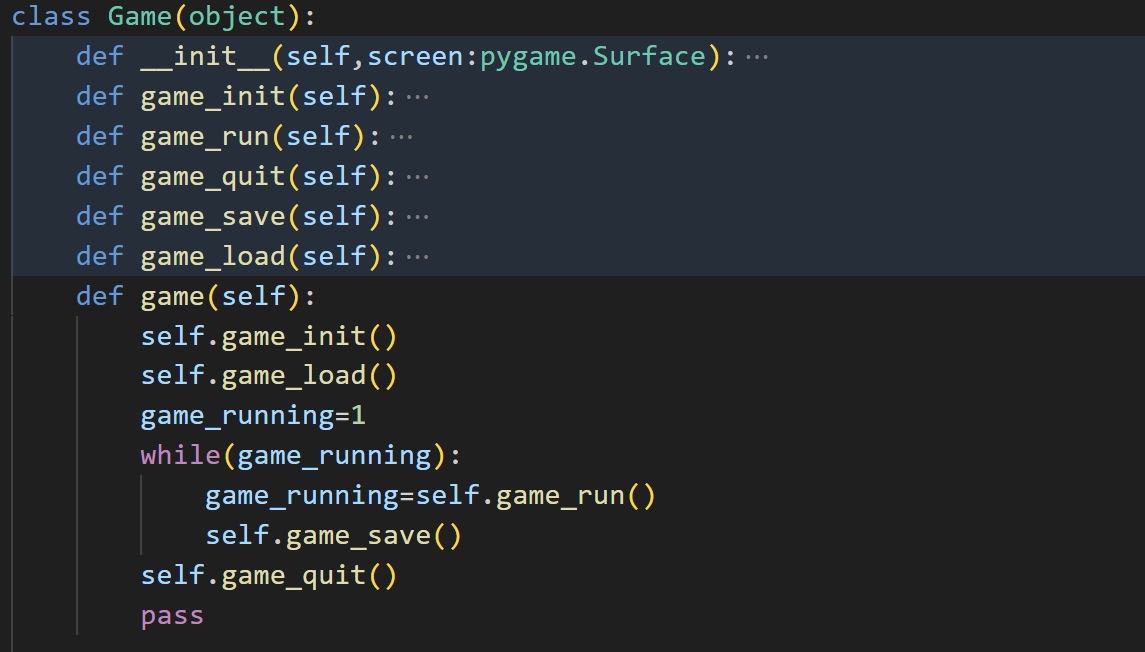 class Game(object):
    def __init__(self,screen:pygame.Surface):···
    def game_init(self):···
    def game_run(self):···
    def game_quit(self):···
    def game_save(self):···
    def game_load(self):···
    def game(self):
        self.game_init()
        self.game_load()
        game_running=1
        while(game_running):
            game_running=self.game_run()
            self.game_save()
        self.game_quit()
        pass